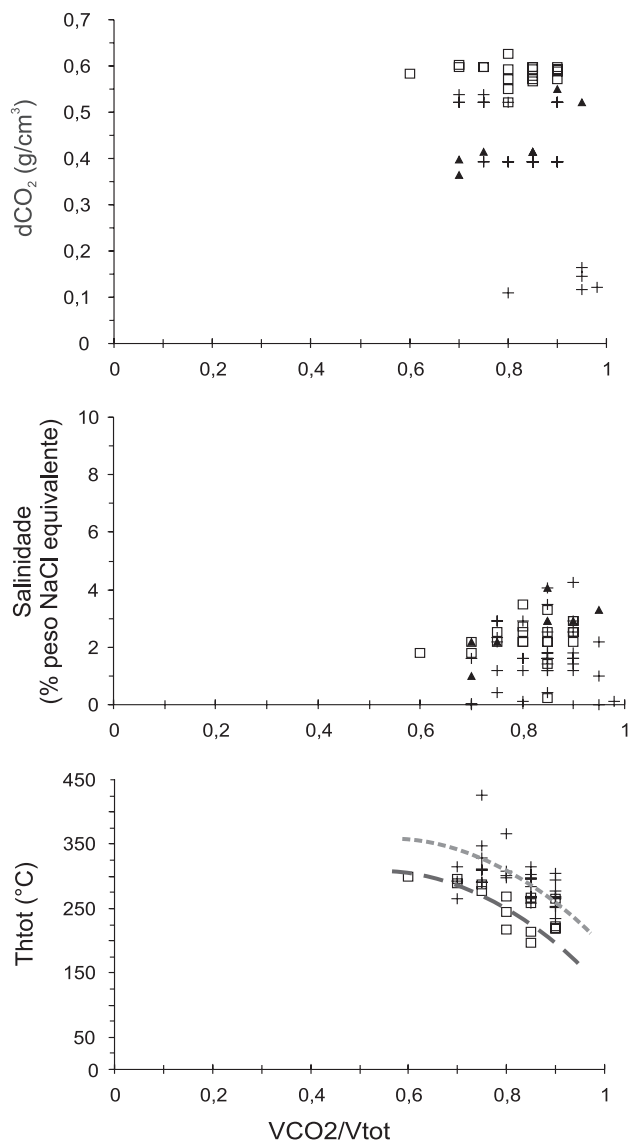 0,7
0,6
0,5
0,4
0,3
0,2
0,1
0
dCO₂ (g/cm³)
0 0,2 0,4 0,6 0,8 1
10
8
6
4
2
0
Salinidade
(% peso NaCl equivalente)
0 0,2 0,4 0,6 0,8 1
450
350
250
150
50
0
Thtot (°C)
0 0,2 0,4 0,6 0,8 1
VCO2/Vtot